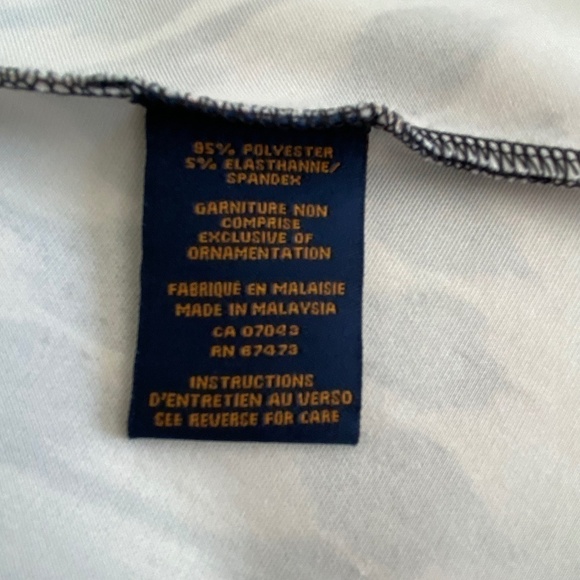 95% POLYESTER
5% ELASTHANNE/
SPANDEX
GARNITURE NON
COMPRISE
EXCLUSIVE OF
ORNAMENTATION
FABRIQUÉ EN MALAISIE
MADE IN MALAYSIA
CA 07043
RN 67473
INSTRUCTIONS
D'ENTRETIEN AU VERSO
SEE REVERSE FOR CARE